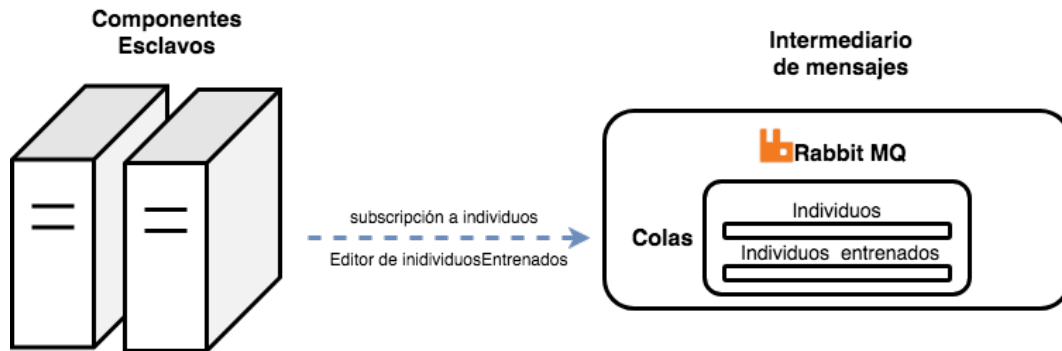 Componentes
Esclavos
Intermediario
de mensajes
Rabbit MQ
subscripción a individuos
Editor de inidividuosEntrenados
Colas
Individuos
Individuos entrenados